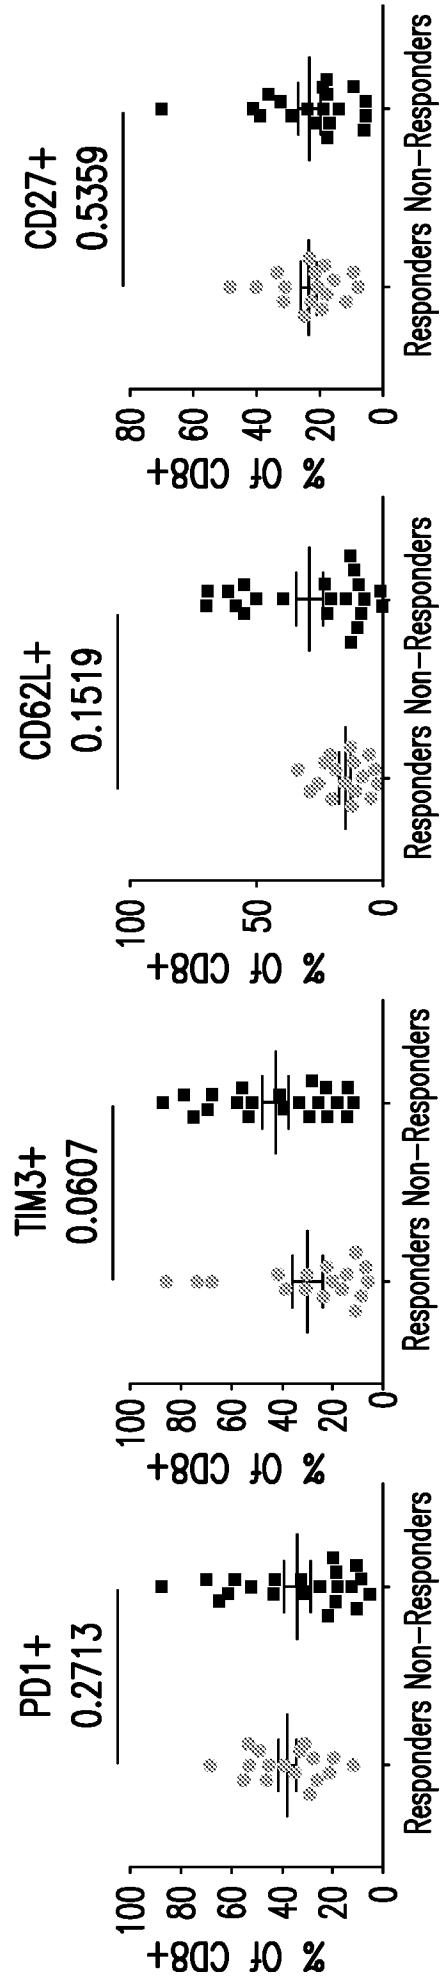 PD1+
0.2713
% Of CD8+
100
80
60
40
20
0
Responders Non-Responders
TIM3+
0.0607
% Of CD8+
100
80
60
40
20
0
Responders Non-Responders
CD62L+
0.1519
% Of CD8+
100
50
0
Responders Non-Responders
CD27+
0.5359
% Of CD8+
80
60
40
20
0
Responders Non-Responders